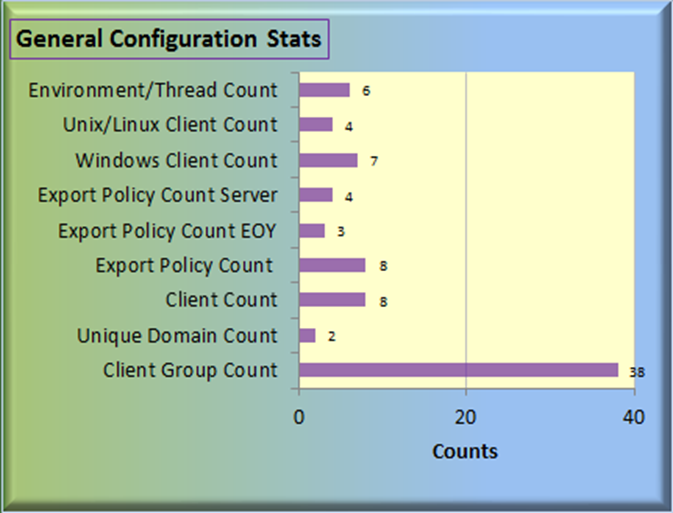 General Configuration Stats
Environment/Thread Count 6
Unix/Linux Client Count 4
Windows Client Count 7
Export Policy Count Server 4
Export Policy Count EOY 3
Export Policy Count 8
Client Count 8
Unique Domain Count 2
Client Group Count 38
0 20 40
Counts